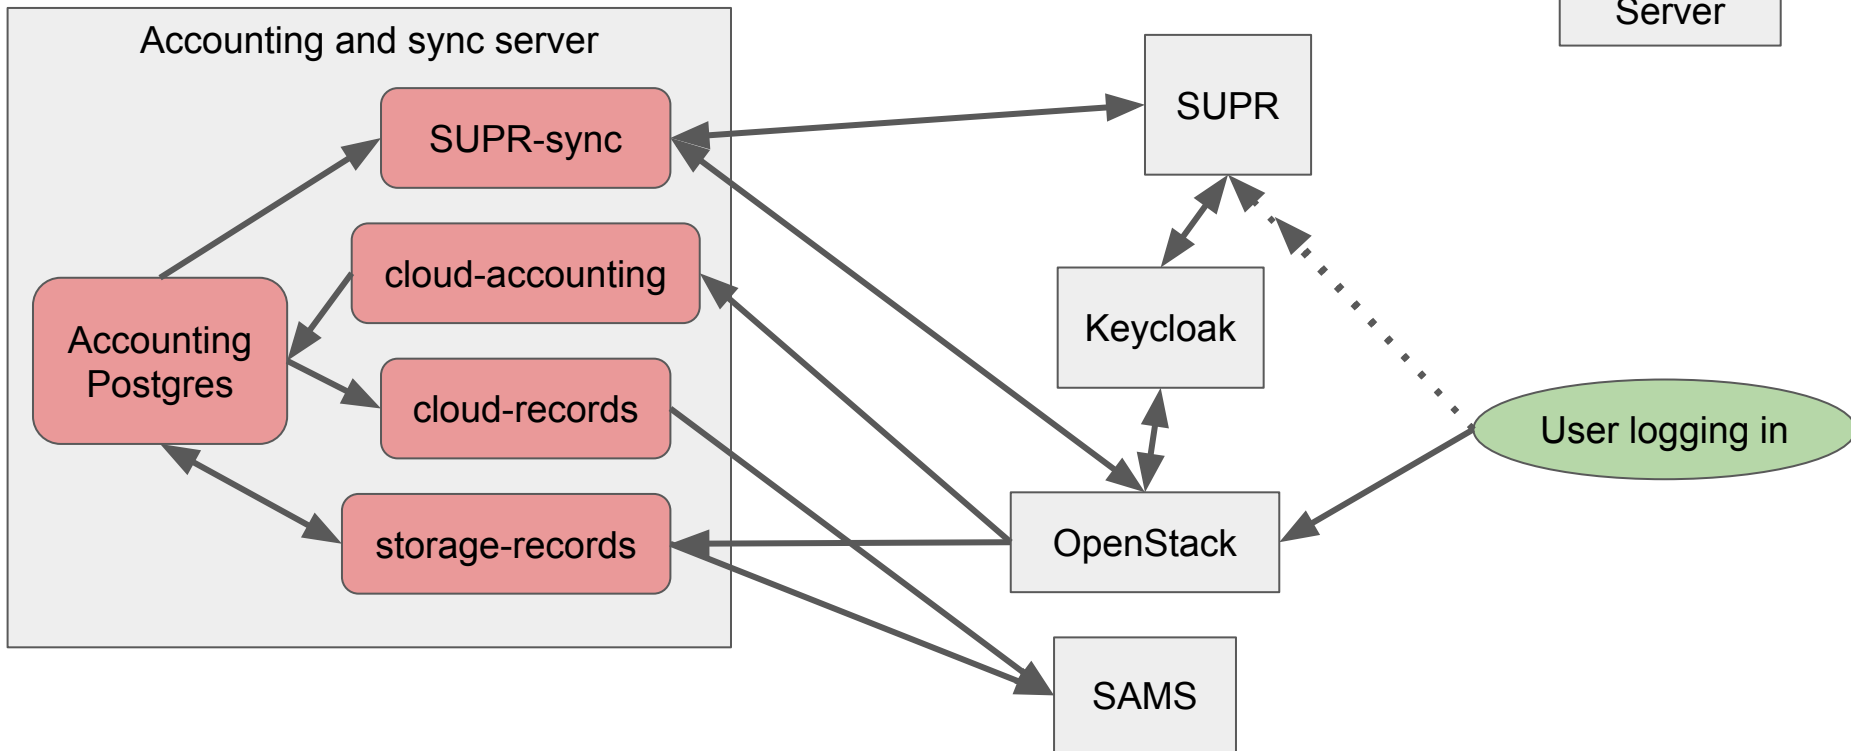 Server
Accounting and sync server
SUPR
SUPR-sync
cloud-accounting
Keycloak
Accounting
Postgres
cloud-records
User logging in
storage-records
OpenStack
SAMS